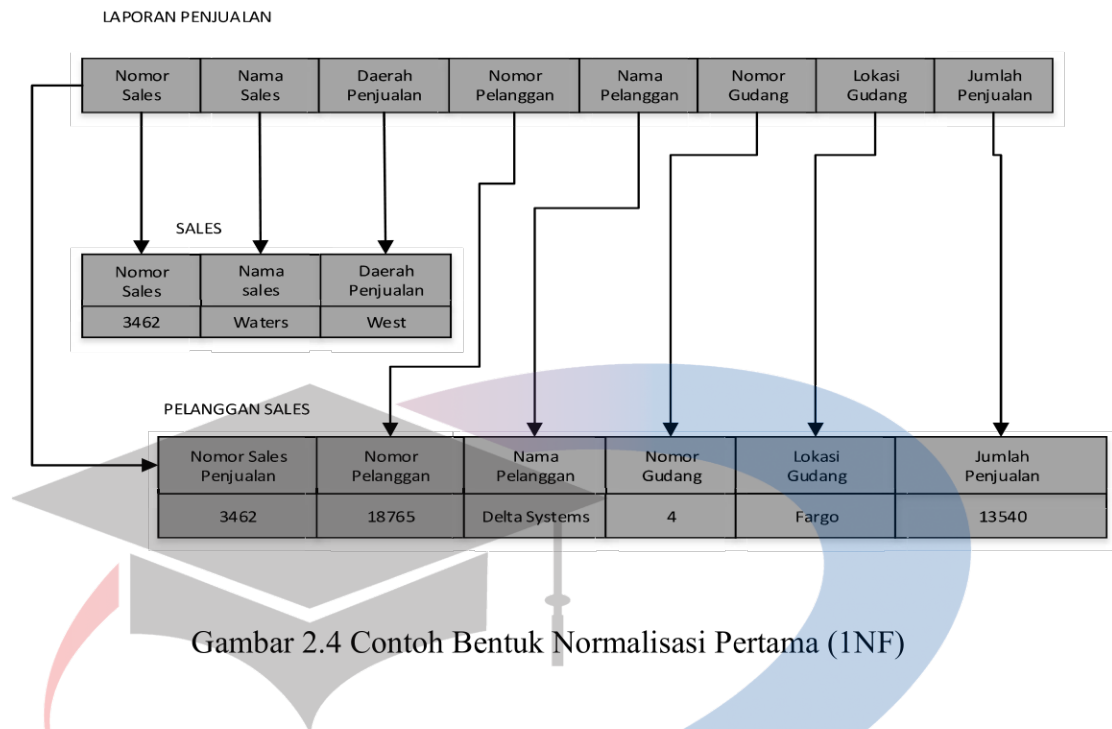 LAPORAN PENJUALAN
Nomor Sales
Nama Sales
Daerah Penjualan
Nomor Pelanggan
Nama Pelanggan
Nomor Gudang
Lokasi Gudang
Jumlah Penjualan
SALES
Nomor Sales
Nama sales
Daerah Penjualan
3462
Waters
West
PELANGGAN SALES
Nomor Sales Penjualan
Nomor Pelanggan
Nama Pelanggan
Nomor Gudang
Lokasi Gudang
Jumlah Penjualan
3462
18765
Delta Systems
4
Fargo
13540
Gambar 2.4 Contoh Bentuk Normalisasi Pertama (1NF)